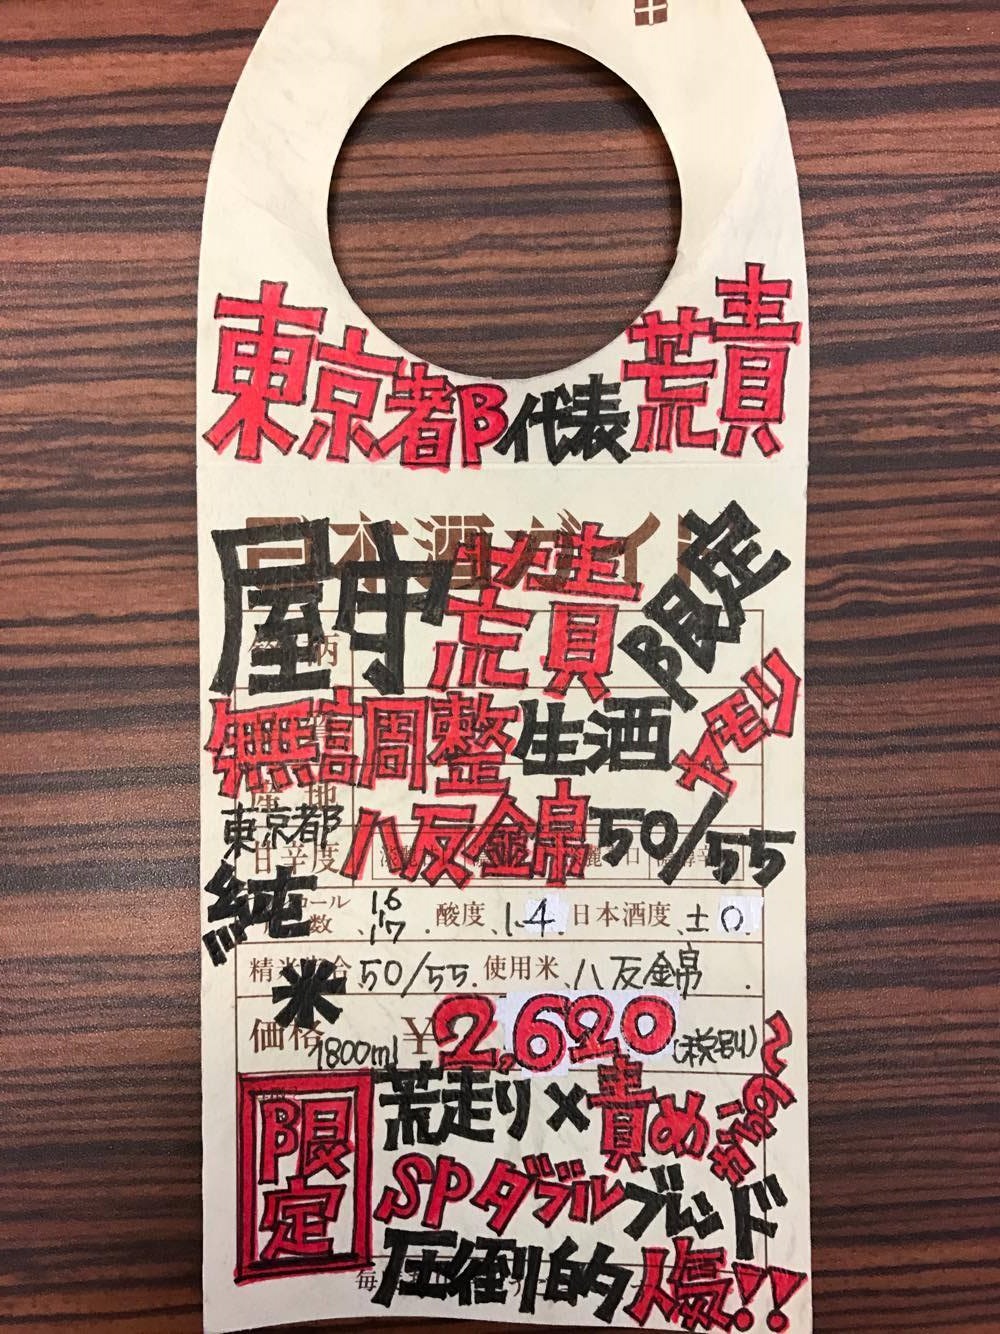 東京都代表荒責
日本酒ガイド
屋守荒責限定
無調整生酒ヤモリ
東京都八反錦50/55
純米
16 17 酸度 1.4 日本酒度 ±0
精米歩合 50/55 使用米 八反錦
価格 1800ml ¥2,620(税別)
限定
荒走り×責め
SPダブルブレンド
圧倒的人気!!